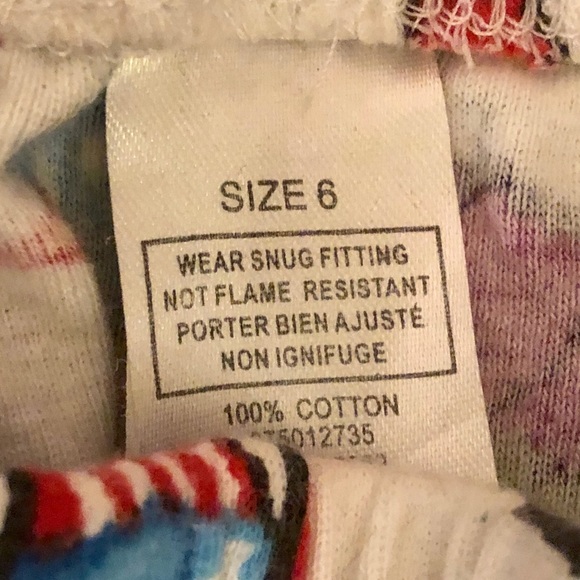 SIZE 6
WEAR SNUG FITTING
NOT FLAME RESISTANT
PORTER BIEN AJUSTÉ
NON IGNIFUGE
100% COTTON